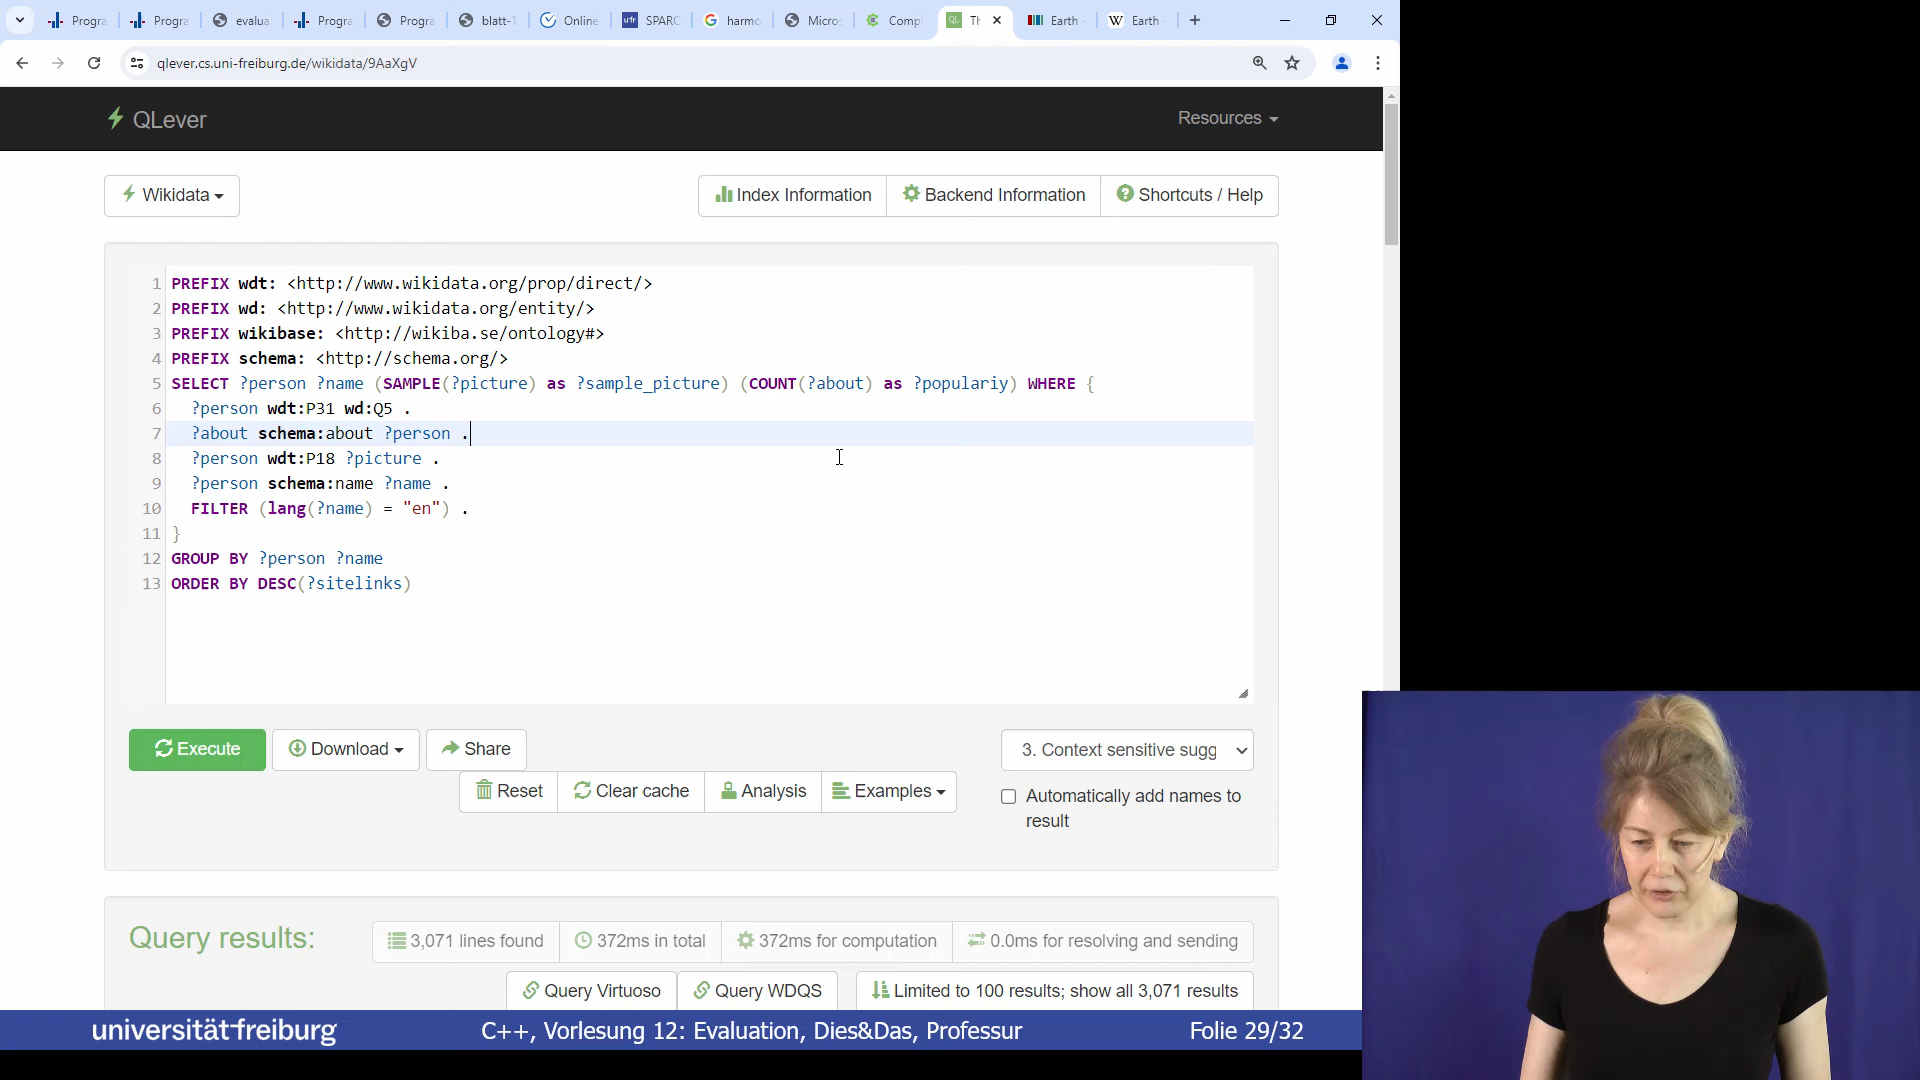 Progra
Progra
evalua
Progra
Progra
blatt-1
Online
ufr
SPARC
harmo
Micros
Comp
QL
Th
Earth
W
Earth
qlever.cs.uni-freiburg.de/wikidata/9AaXgV
QLever
Resources
Wikidata
Index Information
Backend Information
Shortcuts / Help
1 PREFIX wdt: <http://www.wikidata.org/prop/direct/>
2 PREFIX wd: <http://www.wikidata.org/entity/>
3 PREFIX wikibase: <http://wikiba.se/ontology#>
4 PREFIX schema: <http://schema.org/>
5 SELECT ?person ?name (SAMPLE(?picture) as ?sample_picture) (COUNT(?about) as ?populariy) WHERE {
6 ?person wdt:P31 wd:Q5 .
7 ?about schema:about ?person .
8 ?person wdt:P18 ?picture .
9 ?person schema:name ?name .
10 FILTER (lang(?name) = "en") .
11 }
12 GROUP BY ?person ?name
13 ORDER BY DESC(?sitelinks)
Execute
Download
Share
3. Context sensitive sugg
Reset
Clear cache
Analysis
Examples
Automatically add names to
result
Query results:
3,071 lines found
372ms in total
372ms for computation
0.0ms for resolving and sending
Query Virtuoso
Query WDQS
Limited to 100 results; show all 3,071 results
universität freiburg
C++, Vorlesung 12: Evaluation, Dies&Das, Professur
Folie 29/32